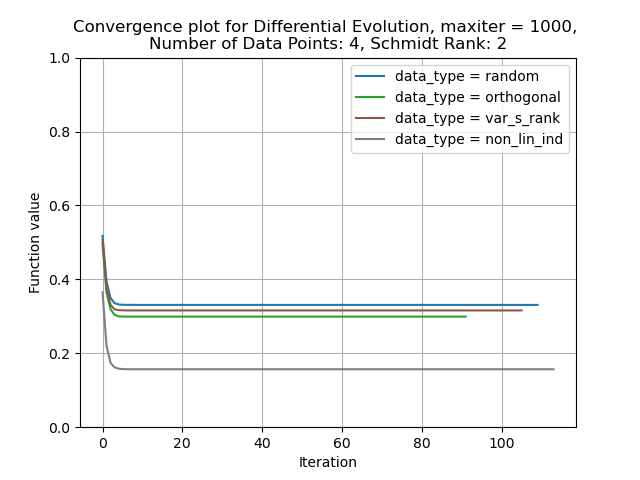 Convergence plot for Differential Evolution, maxiter = 1000,
Number of Data Points: 4, Schmidt Rank: 2
1.0
0.8
0.6
0.4
0.2
0.0
Function value
data_type = random
data_type = orthogonal
data_type = var_s_rank
data_type = non_lin_ind
0
20
40
60
80
100
Iteration